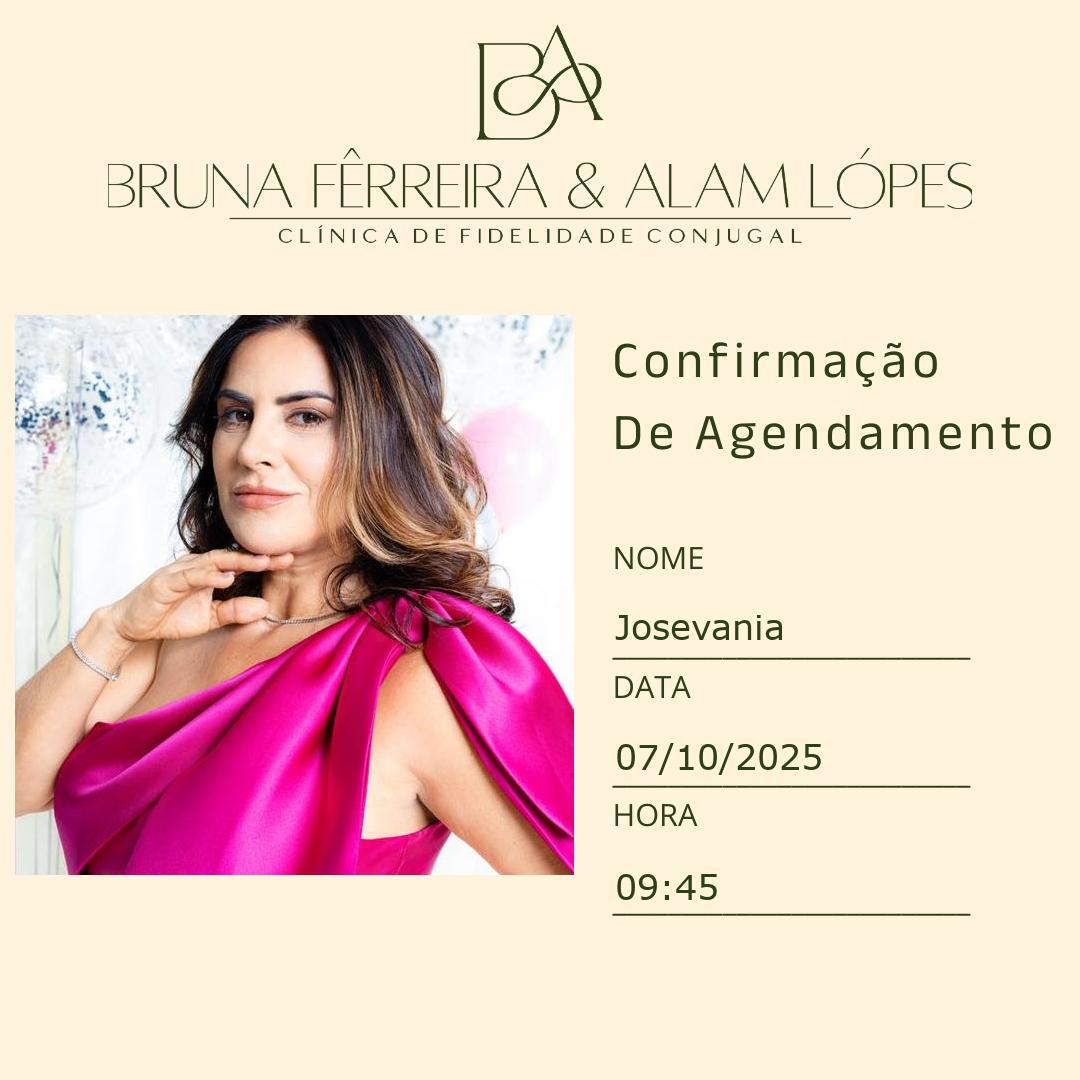 BA
BRUNA FÊRREIRA & ALAM LÓPES
CLÍNICA DE FIDELIDADE CONJUGAL
Confirmação
De Agendamento
NOME
Josevania
DATA
07/10/2025
HORA
09:45